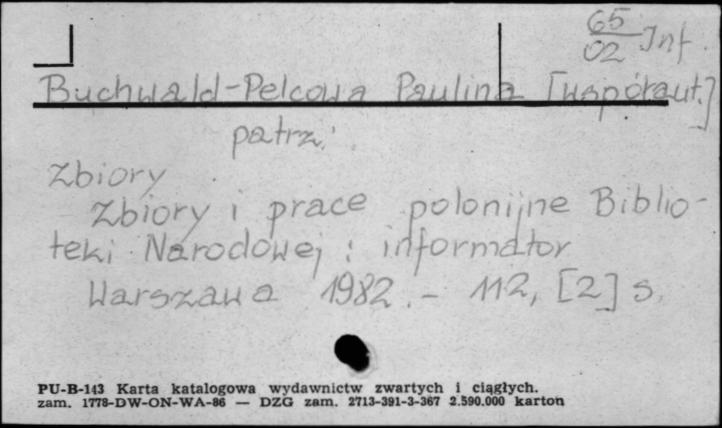 65
02 Inf.
Buchwald-Pelcowa Paulina [współaut.]
patrz:
Zbiory
Zbiory i prace polonijne Biblio-
teki Narodowej : informator
Warszawa 1982. - 112, [2] s.
PU-B-143 Karta katalogowa wydawnictw zwartych i ciągłych.
zam. 1778-DW-ON-WA-86 — DZG zam. 2713-391-3-367 2.590.000 karton